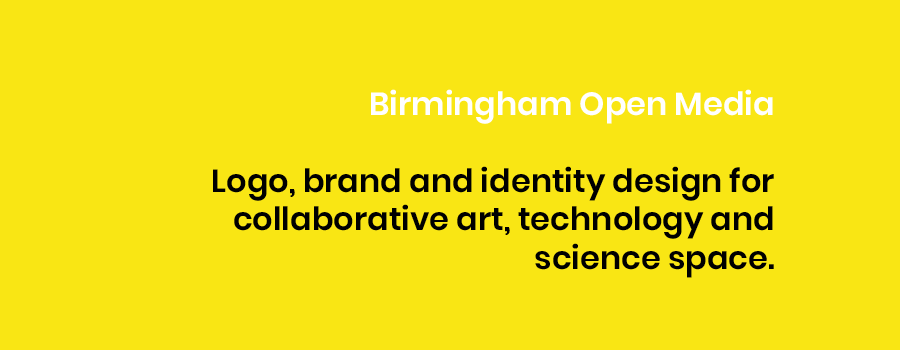 Birmingham Open Media
Logo, brand and identity design for
collaborative art, technology and
science space.